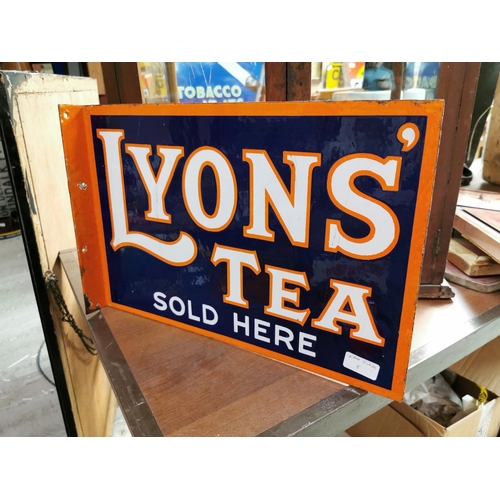 TOBACCO
LYONS'
TEA
SOLD HERE